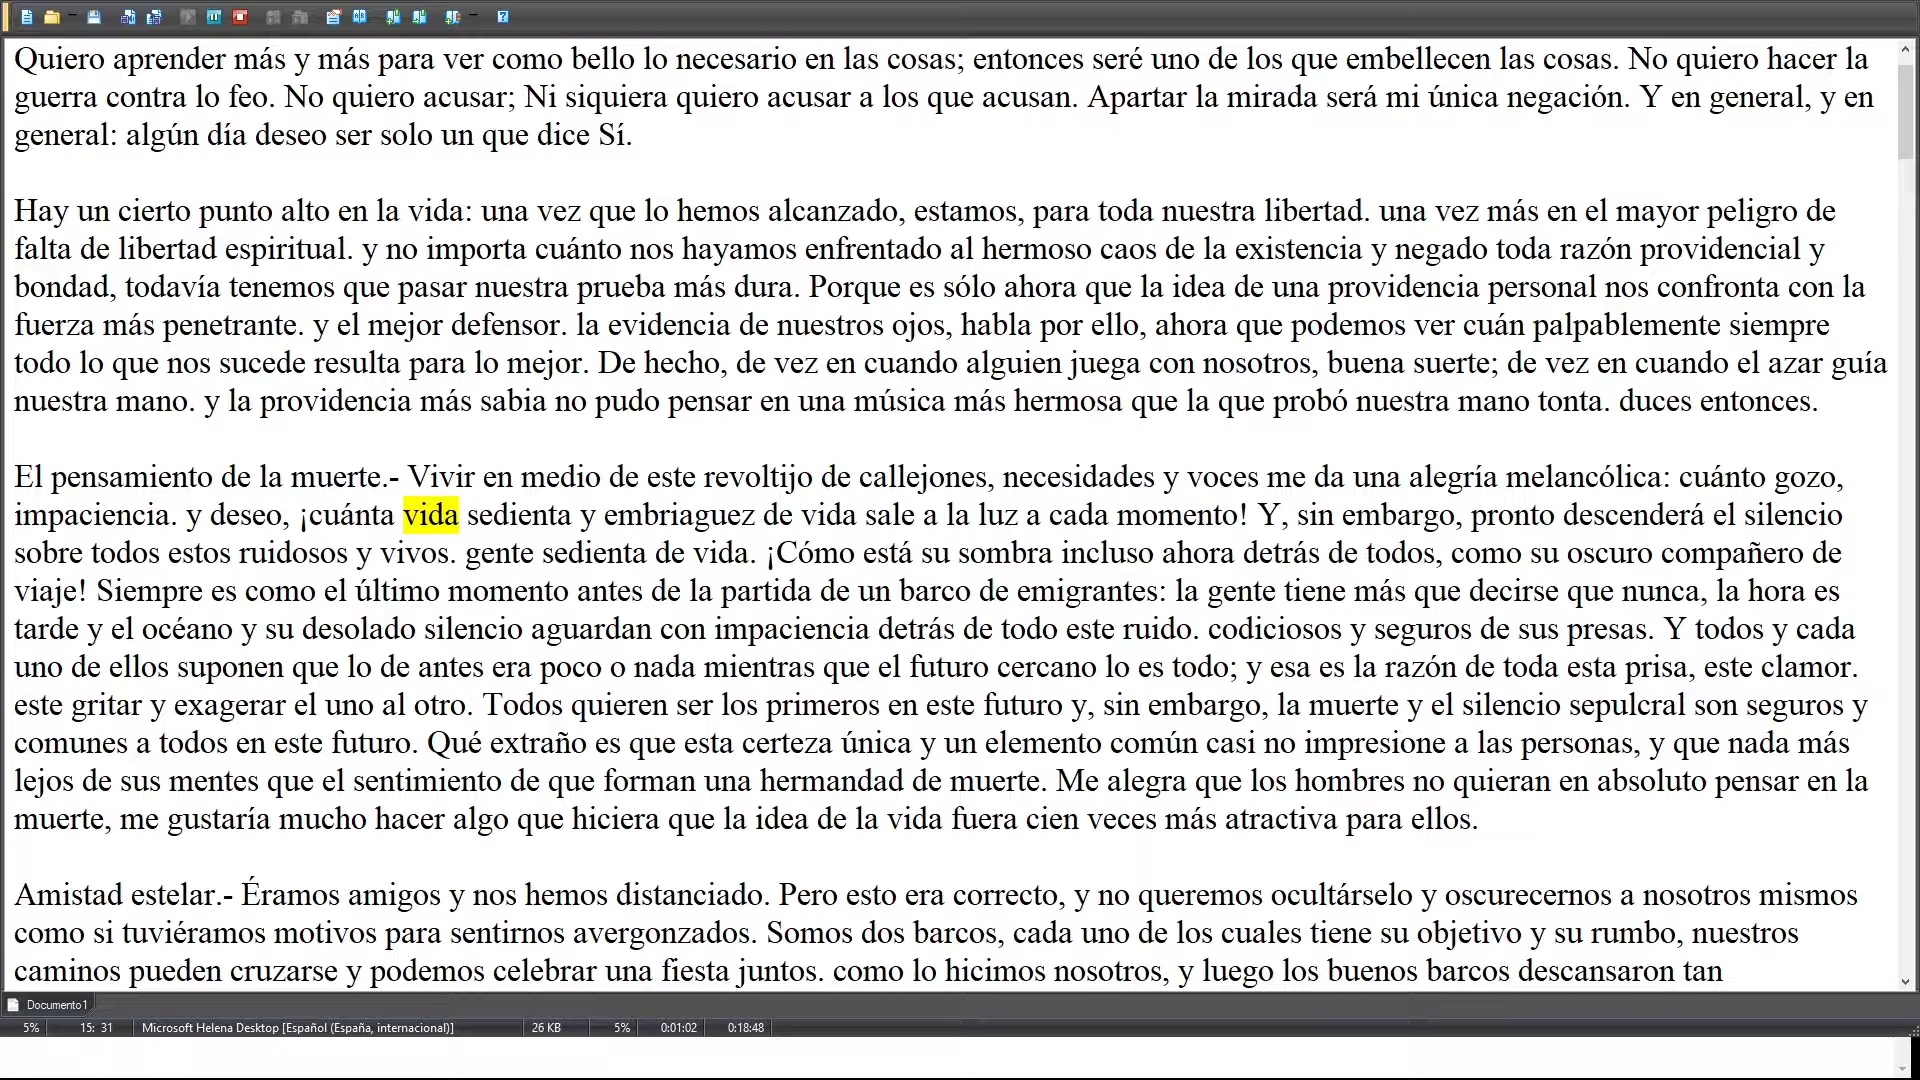 Quiero aprender más y más para ver como bello lo necesario en las cosas; entonces seré uno de los que embellecen las cosas. No quiero hacer la
guerra contra lo feo. No quiero acusar; Ni siquiera quiero acusar a los que acusan. Apartar la mirada será mi única negación. Y en general, y en
general: algún día deseo ser solo un que dice Sí.
Hay un cierto punto alto en la vida: una vez que lo hemos alcanzado, estamos, para toda nuestra libertad. una vez más en el mayor peligro de
falta de libertad espiritual. y no importa cuánto nos hayamos enfrentado al hermoso caos de la existencia y negado toda razón providencial y
bondad, todavía tenemos que pasar nuestra prueba más dura. Porque es sólo ahora que la idea de una providencia personal nos confronta con la
fuerza más penetrante. y el mejor defensor. la evidencia de nuestros ojos, habla por ello, ahora que podemos ver cuán palpablemente siempre
todo lo que nos sucede resulta para lo mejor. De hecho, de vez en cuando alguien juega con nosotros, buena suerte; de vez en cuando el azar guía
nuestra mano. y la providencia más sabia no pudo pensar en una música más hermosa que la que probó nuestra mano tonta. duces entonces.
El pensamiento de la muerte.- Vivir en medio de este revoltijo de callejones, necesidades y voces me da una alegría melancólica: cuánto gozo,
impaciencia. y deseo, ¡cuánta vida sedienta y embriaguez de vida sale a la luz a cada momento! Y, sin embargo, pronto descenderá el silencio
sobre todos estos ruidosos y vivos. gente sedienta de vida. ¡Cómo está su sombra incluso ahora detrás de todos, como su oscuro compañero de
viaje! Siempre es como el último momento antes de la partida de un barco de emigrantes: la gente tiene más que decirse que nunca, la hora es
tarde y el océano y su desolado silencio aguardan con impaciencia detrás de todo este ruido. codiciosos y seguros de sus presas. Y todos y cada
uno de ellos suponen que lo de antes era poco o nada mientras que el futuro cercano lo es todo; y esa es la razón de toda esta prisa, este clamor.
este gritar y exagerar el uno al otro. Todos quieren ser los primeros en este futuro y, sin embargo, la muerte y el silencio sepulcral son seguros y
comunes a todos en este futuro. Qué extraño es que esta certeza única y un elemento común casi no impresione a las personas, y que nada más
lejos de sus mentes que el sentimiento de que forman una hermandad de muerte. Me alegra que los hombres no quieran en absoluto pensar en la
muerte, me gustaría mucho hacer algo que hiciera que la idea de la vida fuera cien veces más atractiva para ellos.
Amistad estelar.- Éramos amigos y nos hemos distanciado. Pero esto era correcto, y no queremos ocultárselo y oscurecernos a nosotros mismos
como si tuviéramos motivos para sentirnos avergonzados. Somos dos barcos, cada uno de los cuales tiene su objetivo y su rumbo, nuestros
caminos pueden cruzarse y podemos celebrar una fiesta juntos. como lo hicimos nosotros, y luego los buenos barcos descansaron tan
Documento1
5% 15: 31 Microsoft Helena Desktop [Español (España, internacional)] 26 KB 5% 0:01:02 0:18:48